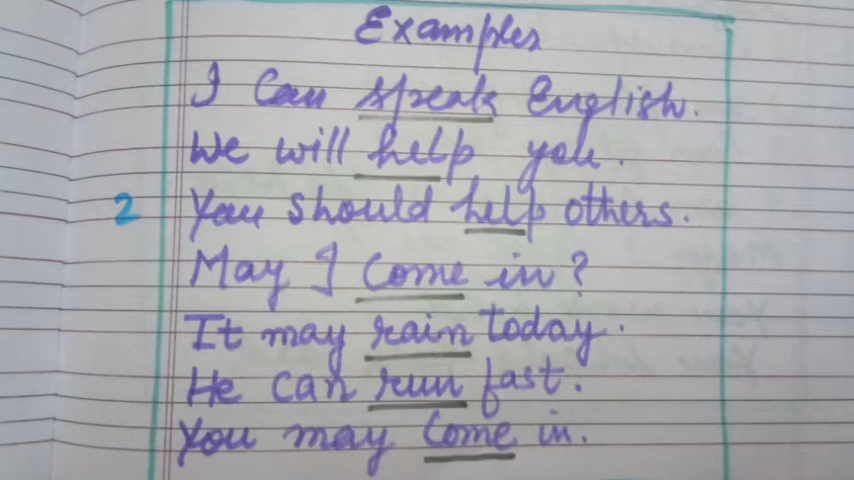 Examples
I Can speak English.
We will help you.
2 You should help others.
May I Come in?
It may rain today.
He can run fast.
You may Come in.